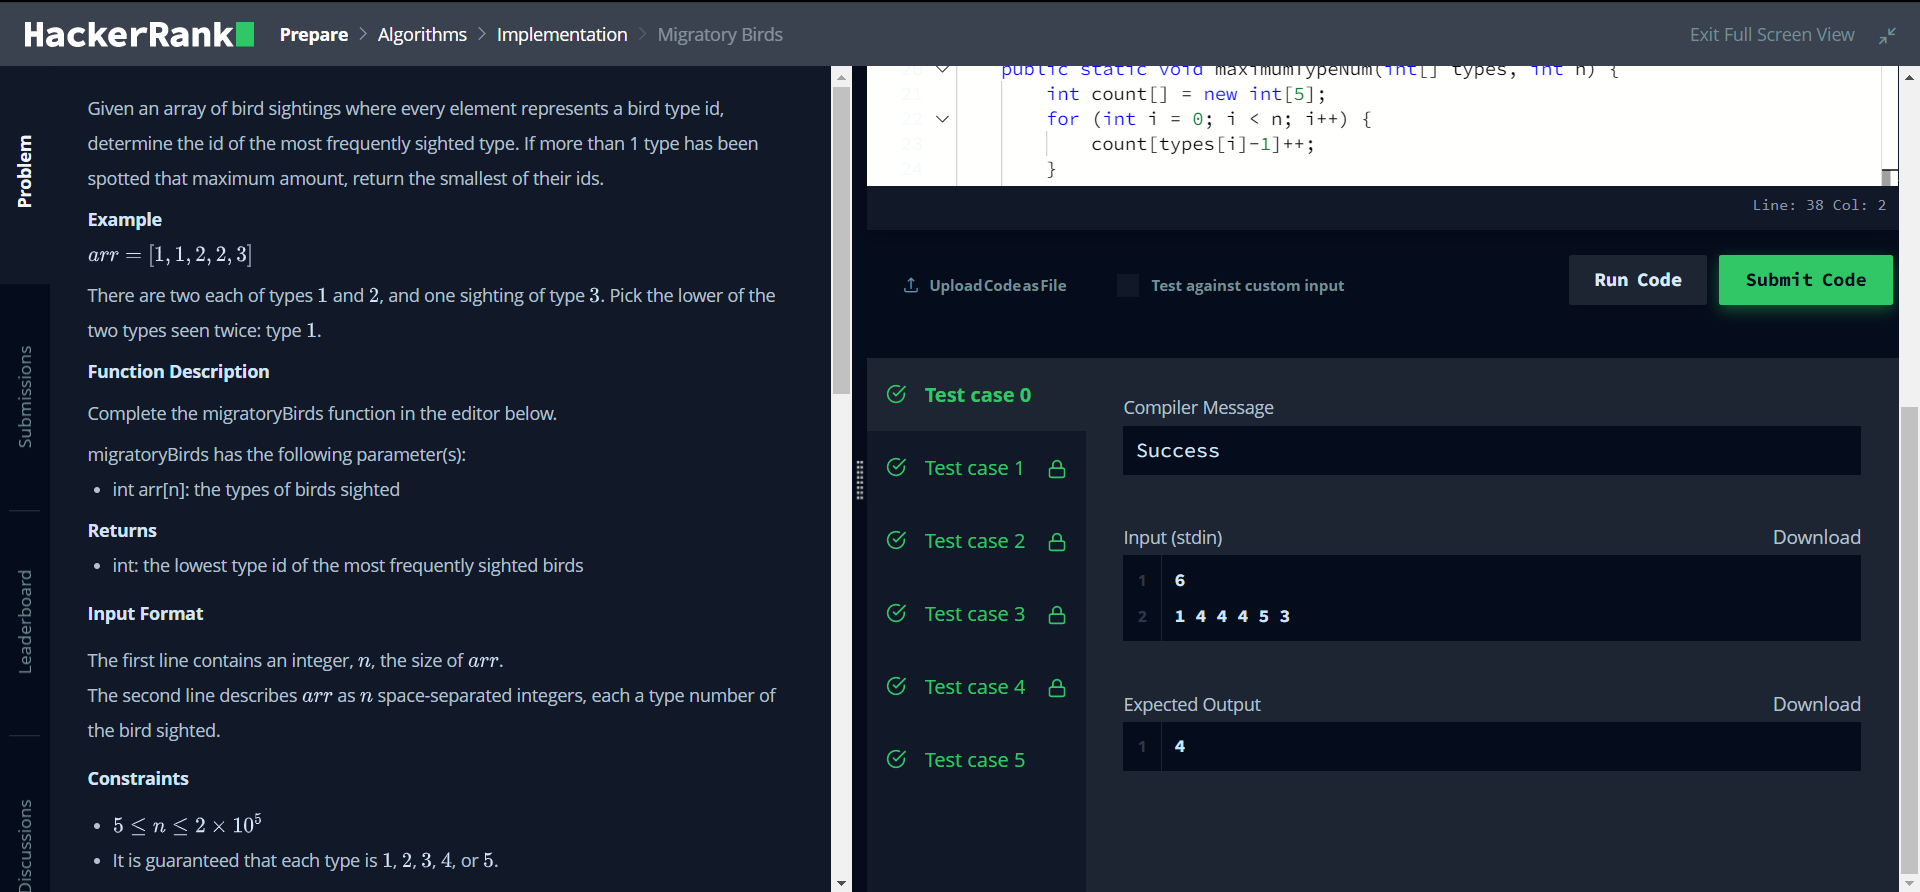 HackerRank
Prepare > Algorithms > Implementation > Migratory Birds
Exit Full Screen View
Problem
Submissions
Leaderboard
Discussions
Given an array of bird sightings where every element represents a bird type id,
determine the id of the most frequently sighted type. If more than 1 type has been
spotted that maximum amount, return the smallest of their ids.
Example
arr = [1, 1, 2, 2, 3]
There are two each of types 1 and 2, and one sighting of type 3. Pick the lower of the
two types seen twice: type 1.
Function Description
Complete the migratoryBirds function in the editor below.
migratoryBirds has the following parameter(s):
• int arr[n]: the types of birds sighted
Returns
• int: the lowest type id of the most frequently sighted birds
Input Format
The first line contains an integer, n, the size of arr.
The second line describes arr as n space-separated integers, each a type number of
the bird sighted.
Constraints
• 5 ≤ n ≤ 2 × 10⁵
• It is guaranteed that each type is 1, 2, 3, 4, or 5.
20 public static void maximumTypeNum(int[] types, int n) {
21 int count[] = new int[5];
22 for (int i = 0; i < n; i++) {
23 count[types[i]-1]++;
24 }
Line: 38 Col: 2
Upload Code as File
Test against custom input
Run Code
Submit Code
Test case 0
Test case 1
Test case 2
Test case 3
Test case 4
Test case 5
Compiler Message
Success
Input (stdin)
Download
1 6
2 1 4 4 4 5 3
Expected Output
Download
1 4